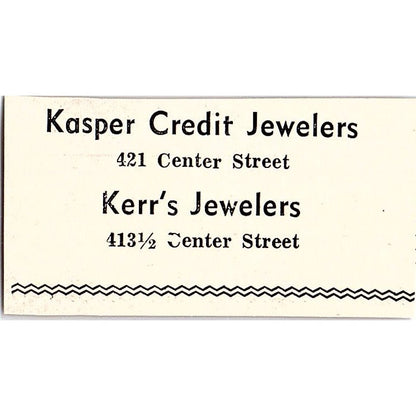 Kasper Credit Jewelers
421 Center Street
Kerr's Jewelers
413½ Center Street